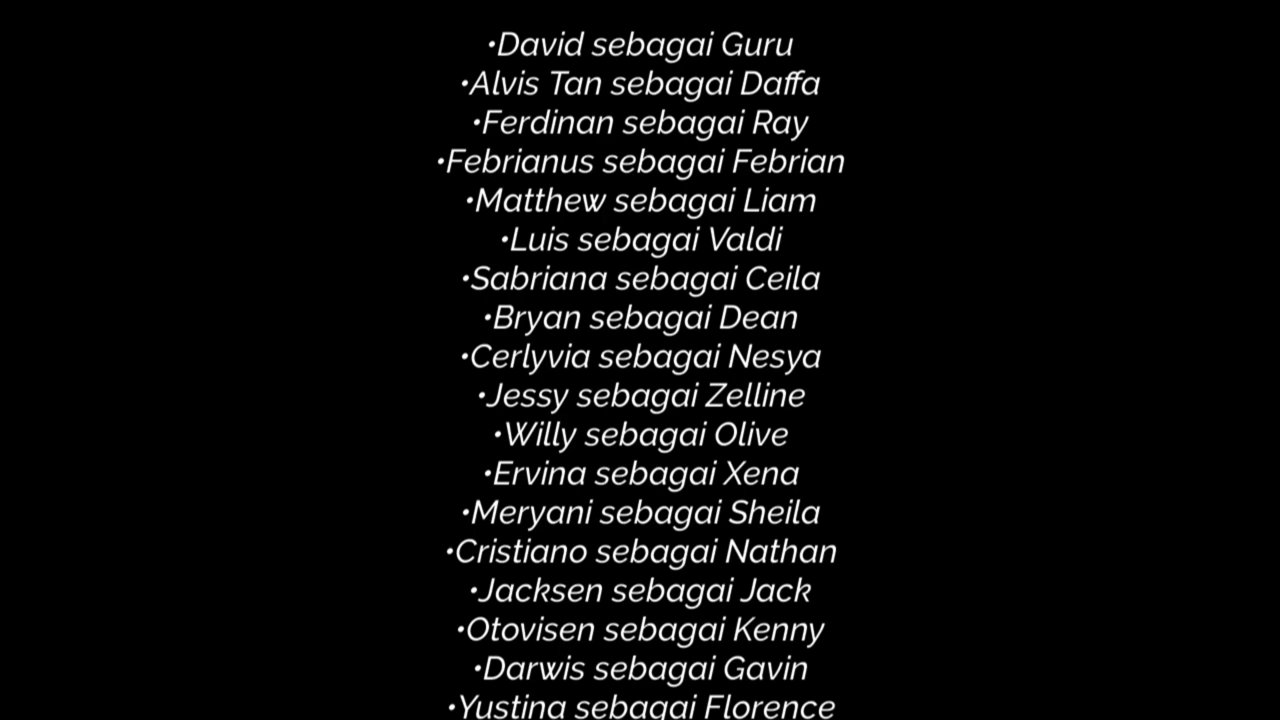 •David sebagai Guru
•Alvis Tan sebagai Daffa
•Ferdinan sebagai Ray
•Febrianus sebagai Febrian
•Matthew sebagai Liam
•Luis sebagai Valdi
•Sabriana sebagai Ceila
•Bryan sebagai Dean
•Cerlyvia sebagai Nesya
•Jessy sebagai Zelline
•Willy sebagai Olive
•Ervina sebagai Xena
•Meryani sebagai Sheila
•Cristiano sebagai Nathan
•Jacksen sebagai Jack
•Otovisen sebagai Kenny
•Darwis sebagai Gavin
•Yustina sebagai Florence